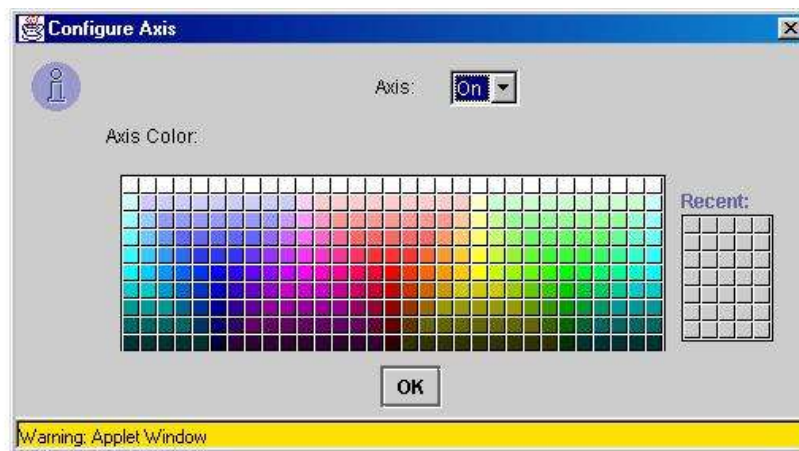 Configure Axis
Axis: On
Axis Color:
Recent:
OK
Warning: Applet Window